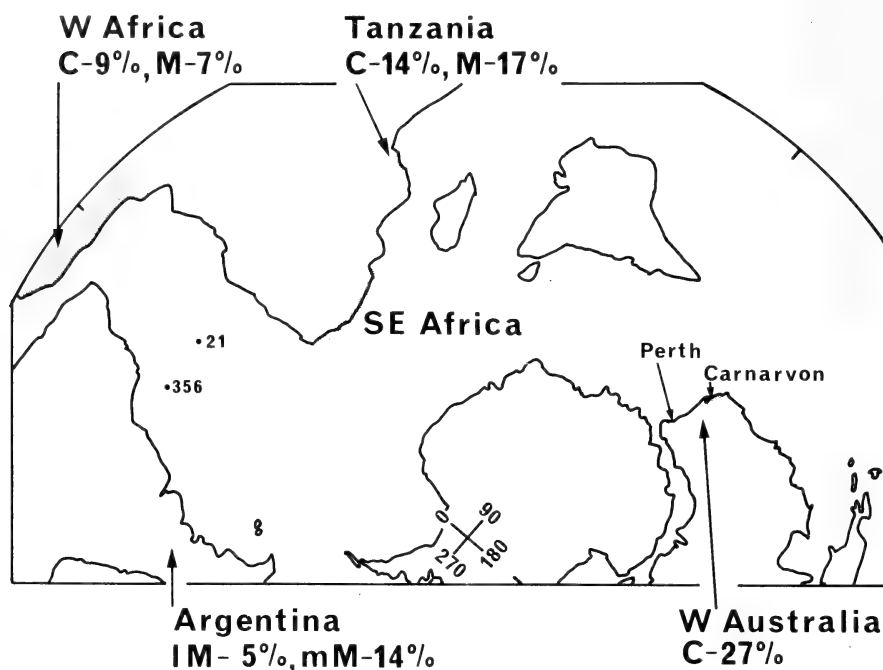 W Africa
C-9%, M-7%
Tanzania
C-14%, M-17%
SE Africa
21
356
Perth
Carnarvon
0
90
270
180
Argentina
lM- 5%, mM-14%
W Australia
C-27%